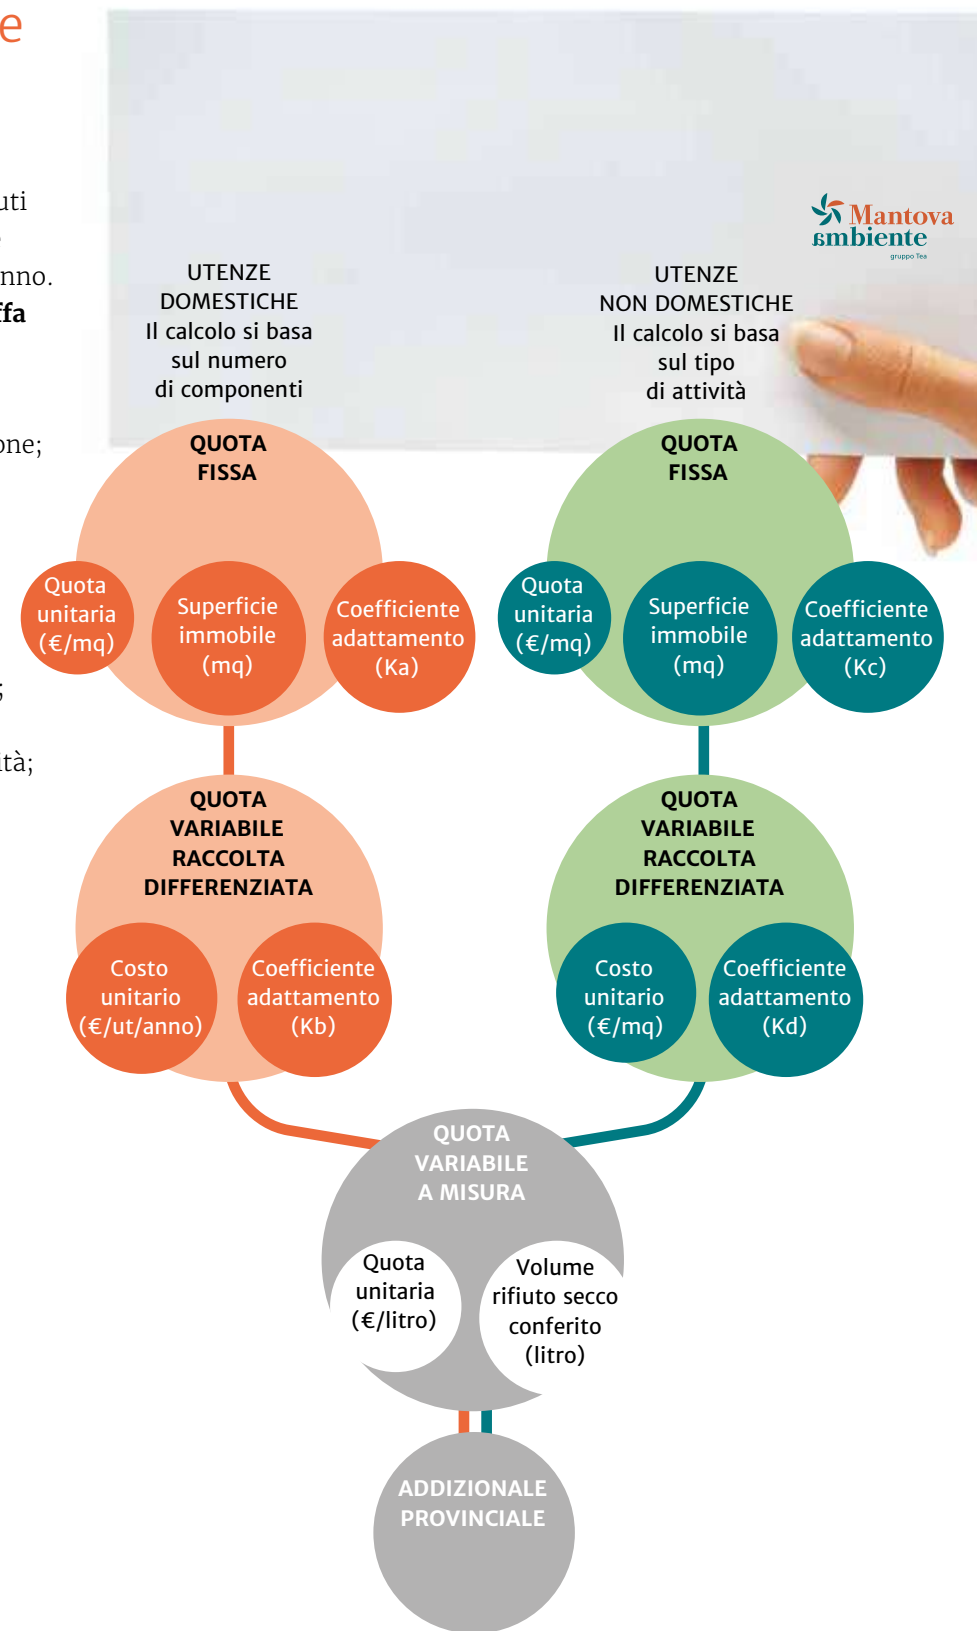 e
uti
anno.
ffa
one;
;
ità;
Mantova
ambiente
gruppo Tea
UTENZE
DOMESTICHE
Il calcolo si basa
sul numero
di componenti
UTENZE
NON DOMESTICHE
Il calcolo si basa
sul tipo
di attività
QUOTA
FISSA
Quota
unitaria
(€/mq)
Superficie
immobile
(mq)
Coefficiente
adattamento
(Ka)
QUOTA
FISSA
Quota
unitaria
(€/mq)
Superficie
immobile
(mq)
Coefficiente
adattamento
(Kc)
QUOTA
VARIABILE
RACCOLTA
DIFFERENZIATA
Costo
unitario
(€/ut/anno)
Coefficiente
adattamento
(Kb)
QUOTA
VARIABILE
RACCOLTA
DIFFERENZIATA
Costo
unitario
(€/mq)
Coefficiente
adattamento
(Kd)
QUOTA
VARIABILE
A MISURA
Quota
unitaria
(€/litro)
Volume
rifiuto secco
conferito
(litro)
ADDIZIONALE
PROVINCIALE